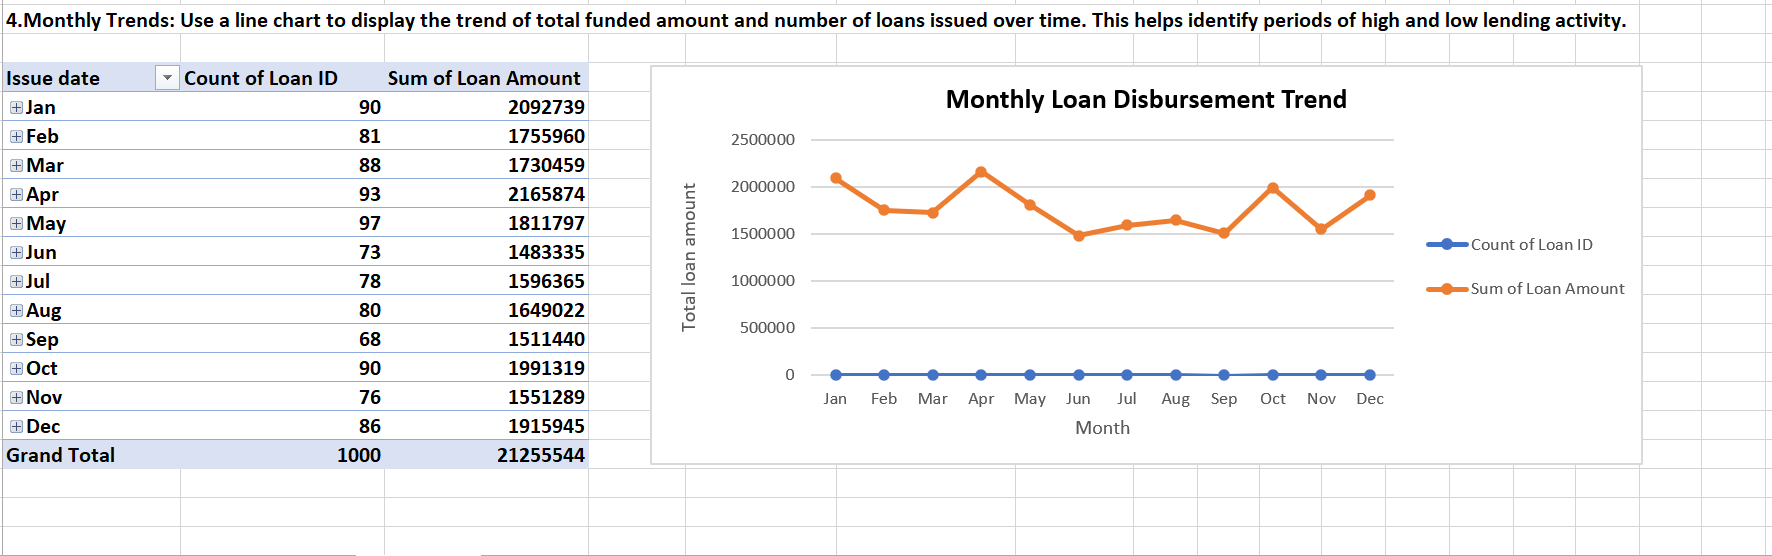 4.Monthly Trends: Use a line chart to display the trend of total funded amount and number of loans issued over time. This helps identify periods of high and low lending activity.
Issue date Count of Loan ID Sum of Loan Amount
Jan 90 2092739
Feb 81 1755960
Mar 88 1730459
Apr 93 2165874
May 97 1811797
Jun 73 1483335
Jul 78 1596365
Aug 80 1649022
Sep 68 1511440
Oct 90 1991319
Nov 76 1551289
Dec 86 1915945
Grand Total 1000 21255544
Monthly Loan Disbursement Trend
Total loan amount
2500000
2000000
1500000
1000000
500000
0
Jan Feb Mar Apr May Jun Jul Aug Sep Oct Nov Dec
Month
Count of Loan ID
Sum of Loan Amount